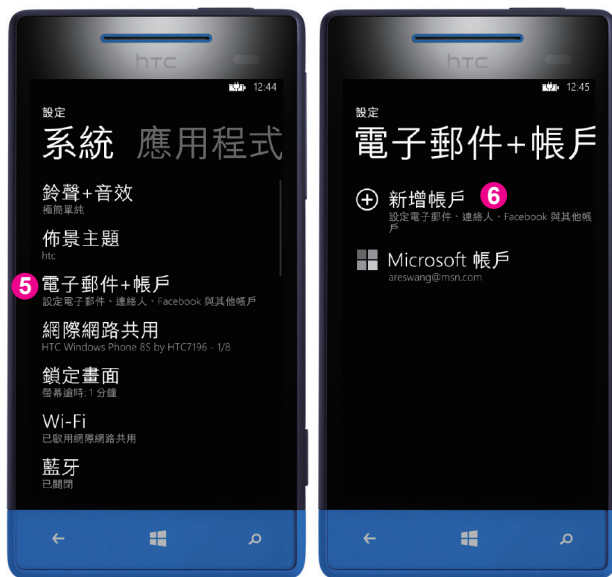 htc
12:44
設定
系統 應用程式
鈴聲+音效
極簡單純
佈景主題
htc
5
電子郵件+帳戶
設定電子郵件、連絡人、Facebook 與其他帳戶
網際網路共用
HTC Windows Phone 8S by HTC7196 - 1/8
鎖定畫面
螢幕逾時: 1 分鐘
Wi-Fi
已啟用網際網路共用
藍牙
已關閉
htc
12:45
設定
電子郵件+帳戶
新增帳戶
6
設定電子郵件、連絡人、Facebook 與其他帳
戶
Microsoft 帳戶
areswang@msn.com